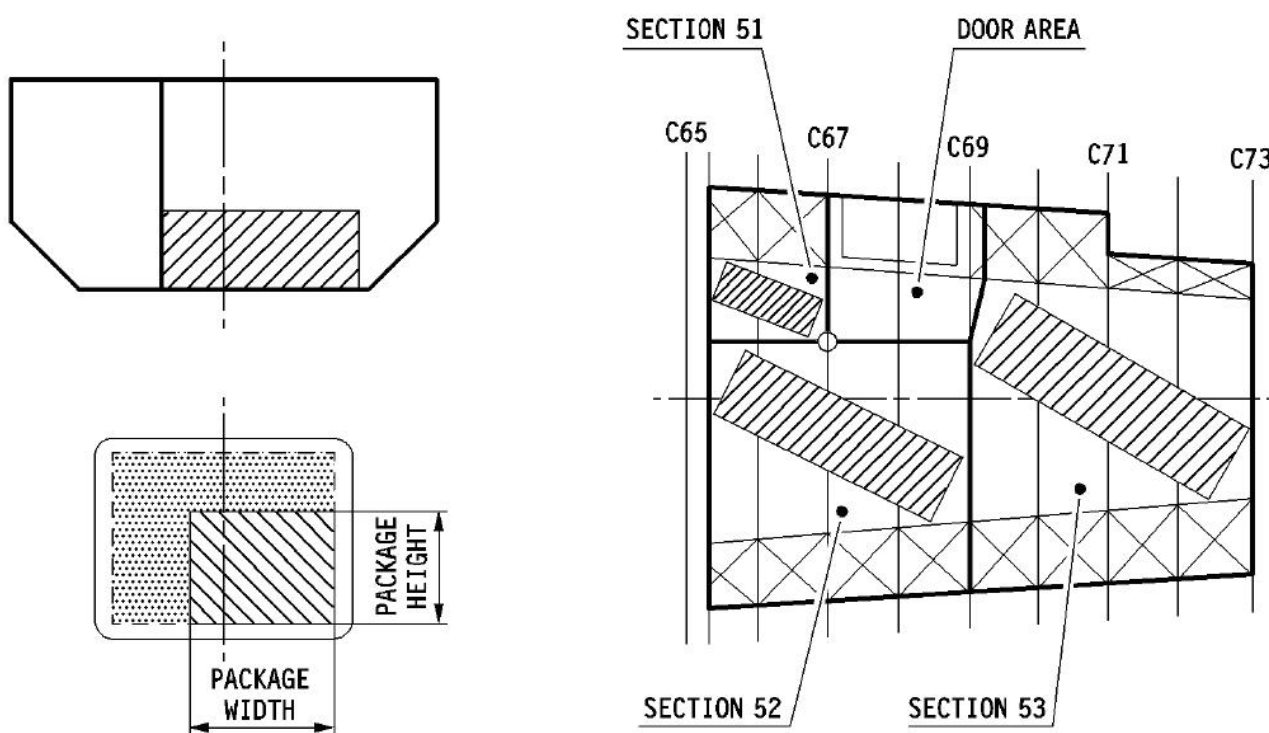 SECTION 51
DOOR AREA
C65
C67
C69
C71
C73
PACKAGE
HEIGHT
PACKAGE
WIDTH
SECTION 52
SECTION 53